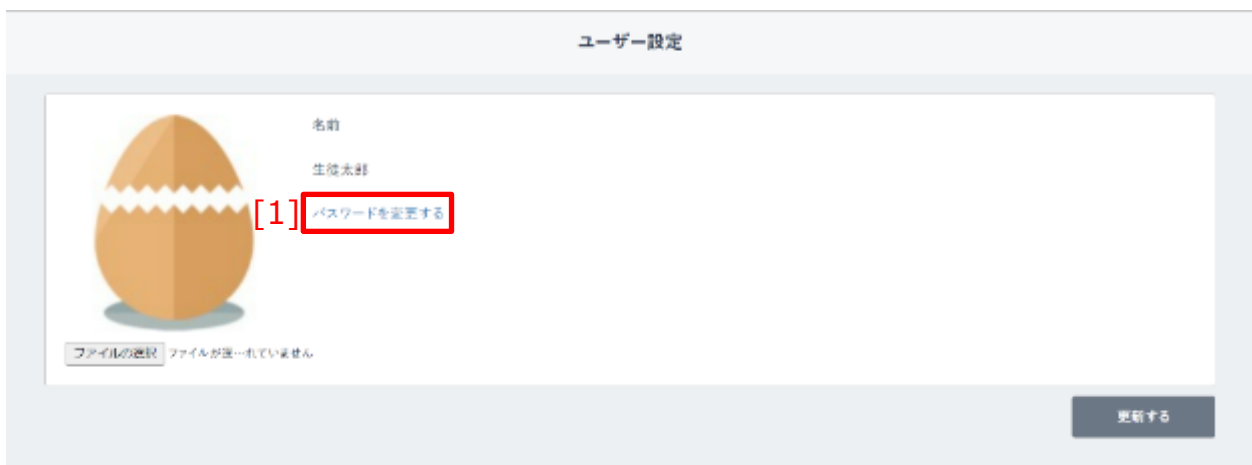 ユーザー設定
名前
生徒太郎
[1] パスワードを変更する
ファイルの選択 ファイルが選…れていません
更新する